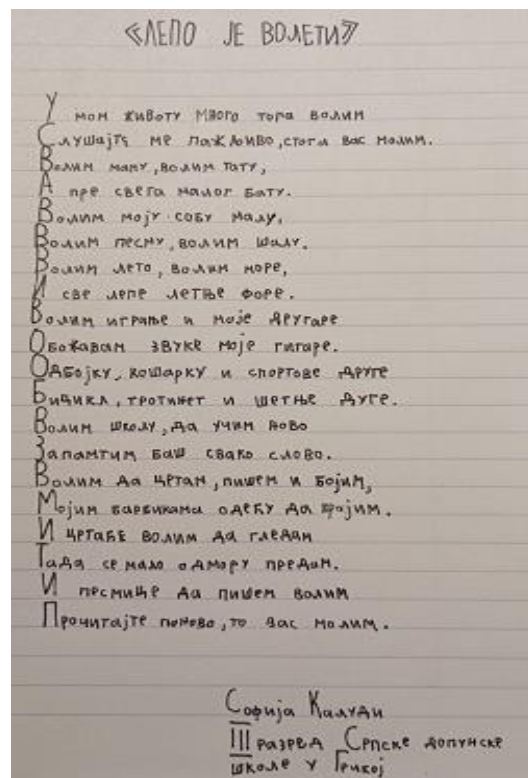 «ЛЕПО ЈЕ ВОЛЕТИ»
У мом животу много тога волим
Слушајте ме пажљиво, стога вас молим.
Волим маму, волим тату,
А пре свега малог бату.
Волим моју собу малу,
Волим песму, волим шалу.
Волим лето, волим море,
И све лепе летње форе.
Волим играње и моје другаре
Обожавам звуке моје гитаре.
Одбојку, кошарку и спортове друге
Бицикл, тротинет и шетње дуге.
Волим школу, да учим ново
Запамтим баш свако слово.
Волим да цртам, пишем и бојим,
Мојим барбикама одећу да кројим.
И цртаће волим да гледам
Тада се мало одмору предам.
И песмице да пишем волим
Прочитајте поново, то вас молим.
Софија Калуди
III разред Српске допунске
школе у Грчкој